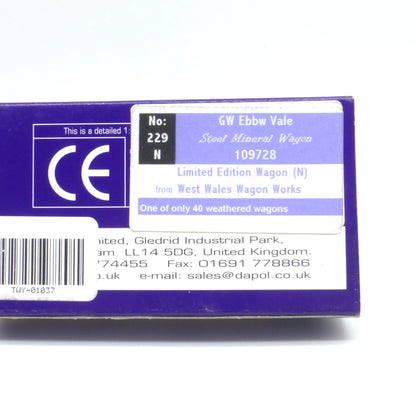 No:
229
N
GW Ebbw Vale
Steel Mineral Wagon
109728
Limited Edition Wagon (N)
from West Wales Wagon Works
One of only 40 weathered wagons
This is a detailed 1:
CE
ited, Gledrid Industrial Park,
am LL14 5DG, United Kingdom.
774455 Fax: 01691 778866
o.uk e-mail: sales@dapol.co.uk
TWY-01037